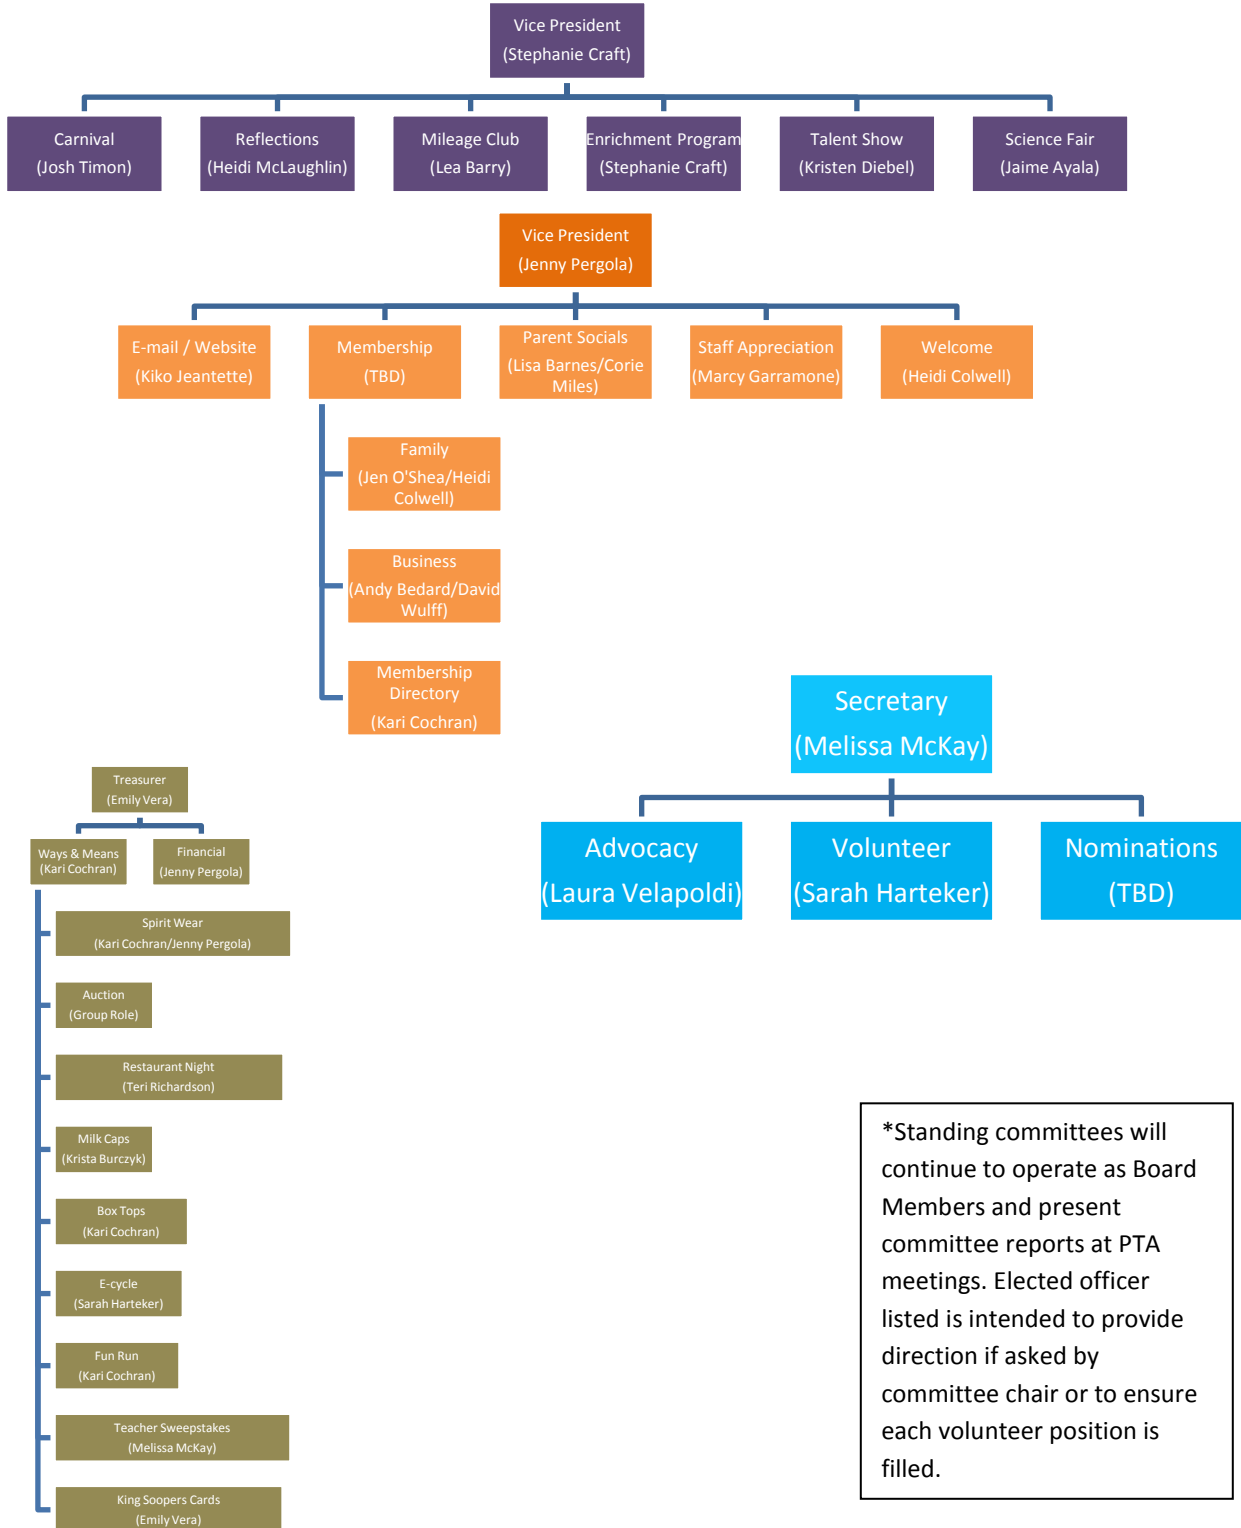 Vice President
(Stephanie Craft)
Carnival
(Josh Timon)
Reflections
(Heidi McLaughlin)
Mileage Club
(Lea Barry)
Enrichment Program
(Stephanie Craft)
Talent Show
(Kristen Diebel)
Science Fair
(Jaime Ayala)
Vice President
(Jenny Pergola)
E-mail / Website
(Kiko Jeantette)
Membership
(TBD)
Parent Socials
(Lisa Barnes/Corie
Miles)
Staff Appreciation
(Marcy Garramone)
Welcome
(Heidi Colwell)
Family
(Jen O'Shea/Heidi
Colwell)
Business
(Andy Bedard/David
Wulff)
Membership
Directory
(Kari Cochran)
Secretary
(Melissa McKay)
Advocacy
(Laura Velapoldi)
Volunteer
(Sarah Harteker)
Nominations
(TBD)
Treasurer
(Emily Vera)
Ways & Means
(Kari Cochran)
Financial
(Jenny Pergola)
Spirit Wear
(Kari Cochran/Jenny Pergola)
Auction
(Group Role)
Restaurant Night
(Teri Richardson)
Milk Caps
(Krista Burczyk)
Box Tops
(Kari Cochran)
E-cycle
(Sarah Harteker)
Fun Run
(Kari Cochran)
Teacher Sweepstakes
(Melissa McKay)
King Soopers Cards
(Emily Vera)
*Standing committees will
continue to operate as Board
Members and present
committee reports at PTA
meetings. Elected officer
listed is intended to provide
direction if asked by
committee chair or to ensure
each volunteer position is
filled.